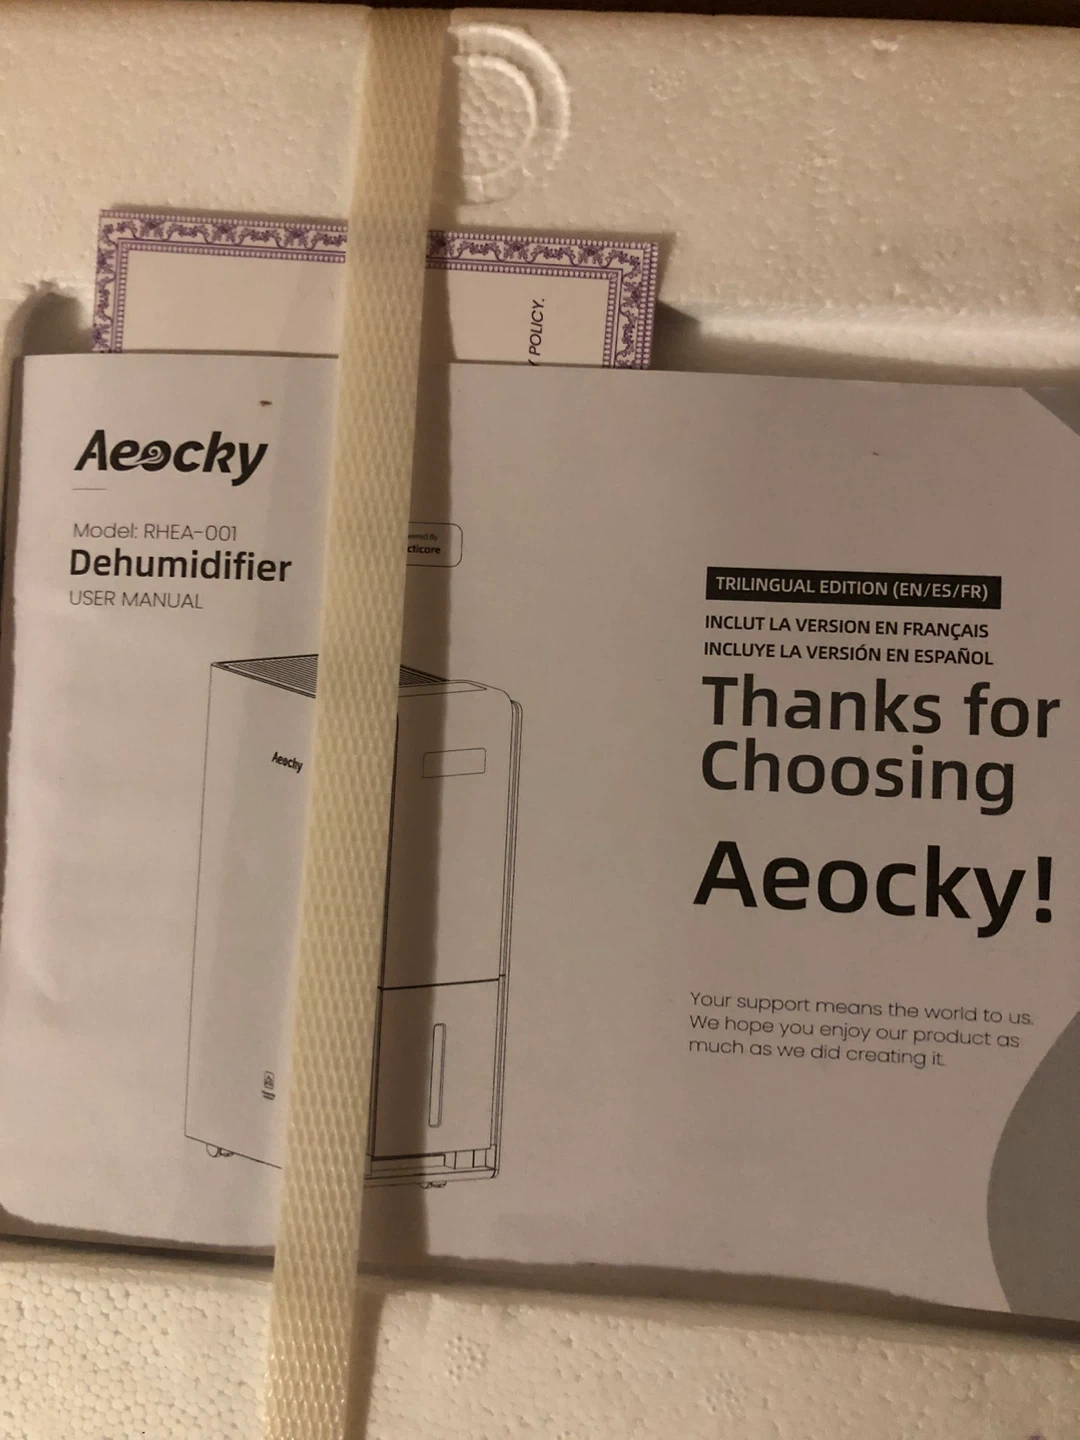 POLICY.
Aeocky
Model: RHEA-001
Dehumidifier
USER MANUAL
Aeocky
TRILINGUAL EDITION (EN/ES/FR)
INCLUT LA VERSION EN FRANÇAIS
INCLUYE LA VERSIÓN EN ESPAÑOL
Thanks for
Choosing
Aeocky!
Your support means the world to us.
We hope you enjoy our product as
much as we did creating it.